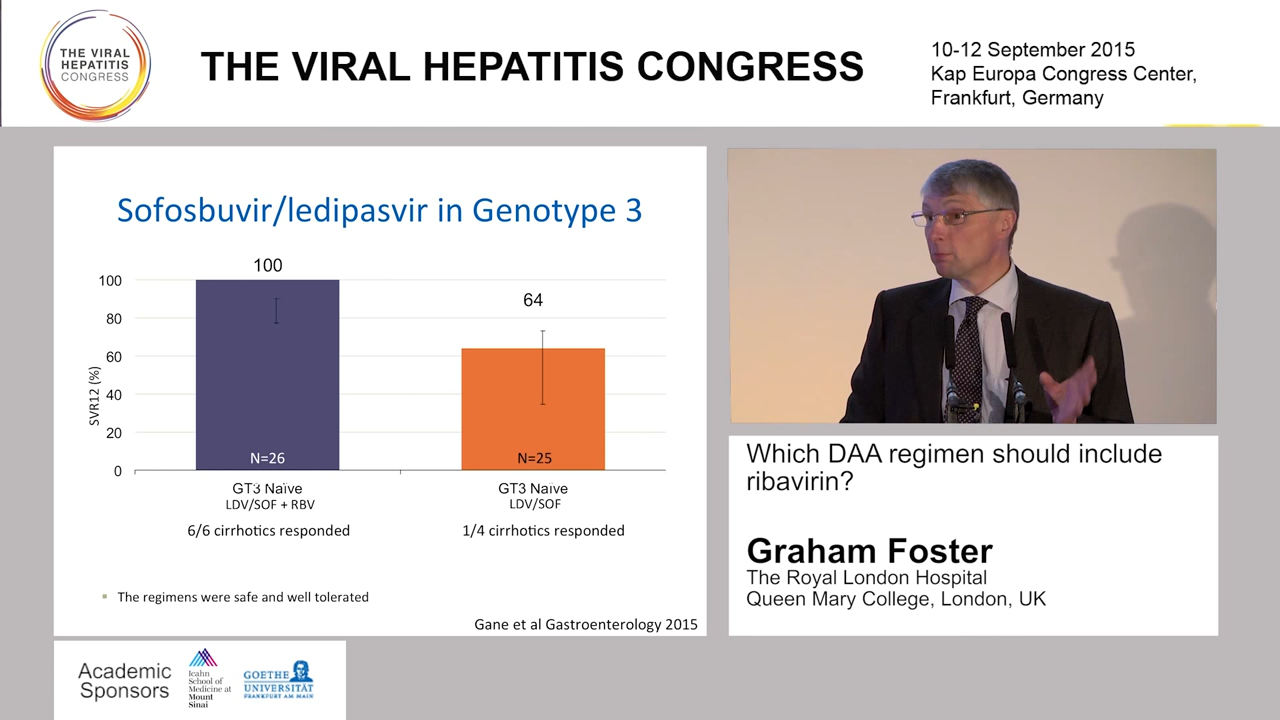 THE VIRAL
HEPATITIS
CONGRESS
THE VIRAL HEPATITIS CONGRESS
10-12 September 2015
Kap Europa Congress Center,
Frankfurt, Germany
Sofosbuvir/ledipasvir in Genotype 3
SVR12 (%)
100
80
60
40
20
0
100
64
N=26
N=25
GT3 Naïve
LDV/SOF + RBV
6/6 cirrhotics responded
GT3 Naïve
LDV/SOF
1/4 cirrhotics responded
The regimens were safe and well tolerated
Gane et al Gastroenterology 2015
Which DAA regimen should include
ribavirin?
Graham Foster
The Royal London Hospital
Queen Mary College, London, UK
Academic
Sponsors
Icahn
School of
Medicine at
Mount
Sinai
GOETHE
UNIVERSITÄT
FRANKFURT AM MAIN